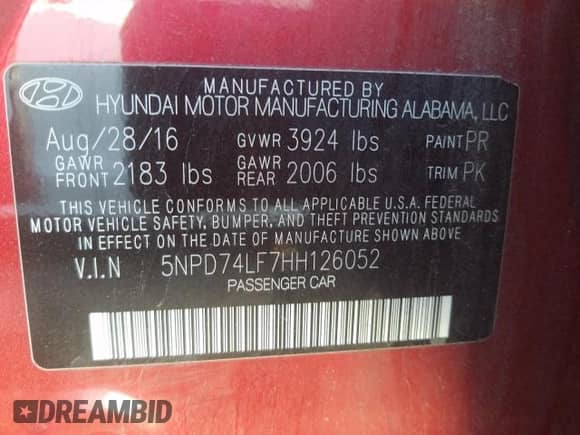 MANUFACTURED BY
HYUNDAI MOTOR MANUFACTURING ALABAMA, LLC
Aug/28/16 GVWR 3924 lbs PAINT PR
GAWR FRONT 2183 lbs GAWR REAR 2006 lbs TRIM PK
THIS VEHICLE CONFORMS TO ALL APPLICABLE U.S.A. FEDERAL
MOTOR VEHICLE SAFETY, BUMPER, AND THEFT PREVENTION STANDARDS
IN EFFECT ON THE DATE OF MANUFACTURE SHOWN ABOVE.
V.I.N 5NPD74LF7HH126052
PASSENGER CAR
DREAMBID